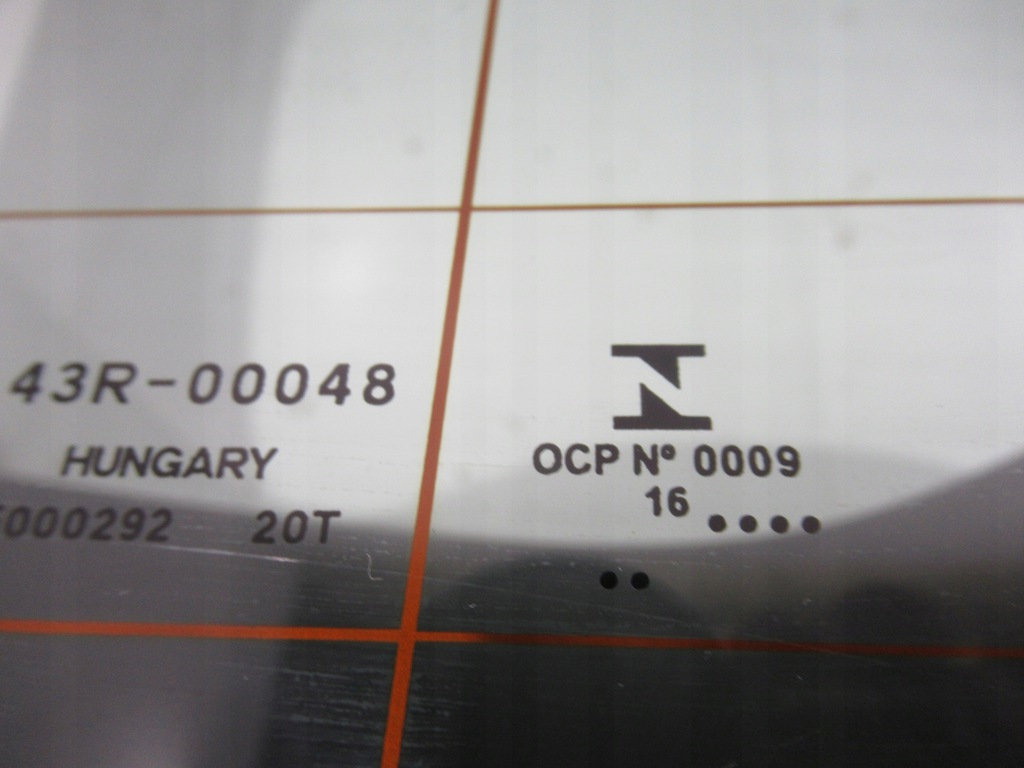 43R-00048
HUNGARY
000292 20T
OCP Nº 0009
16 ••••
••